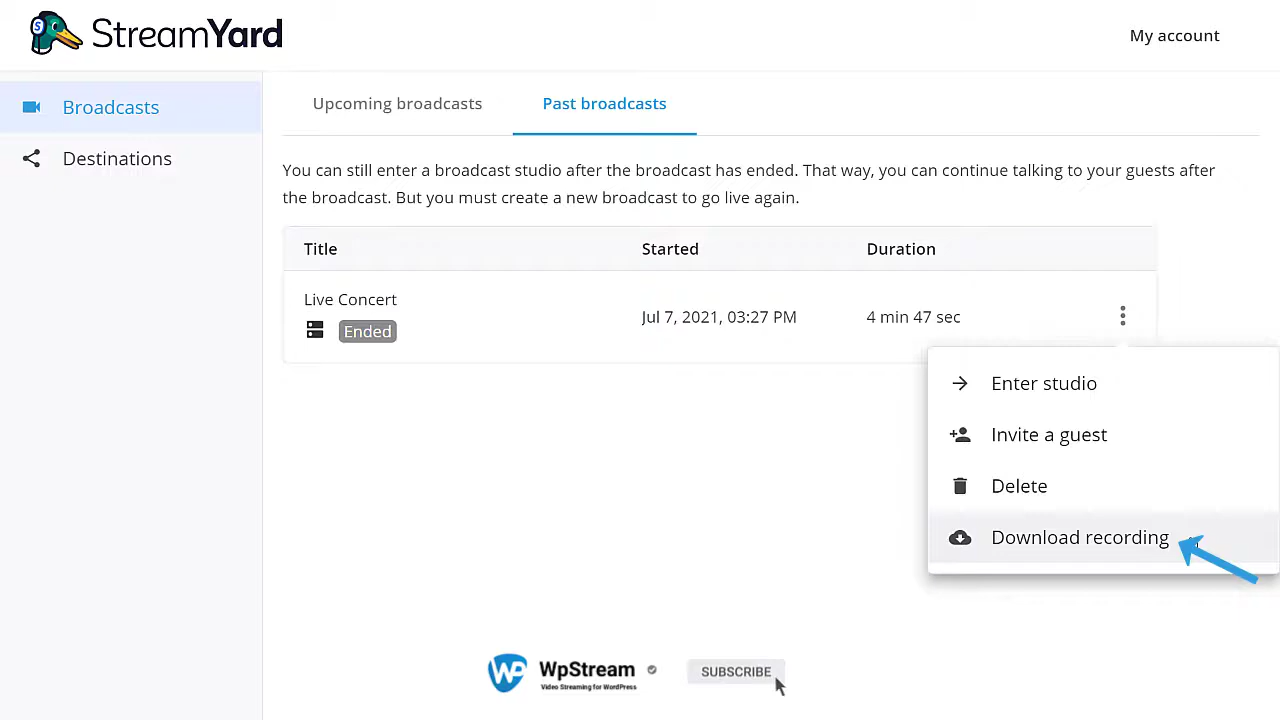 StreamYard
My account
Broadcasts
Destinations
Upcoming broadcasts
Past broadcasts
You can still enter a broadcast studio after the broadcast has ended. That way, you can continue talking to your guests after
the broadcast. But you must create a new broadcast to go live again.
Title Started Duration
Live Concert
Ended
Jul 7, 2021, 03:27 PM
4 min 47 sec
Enter studio
Invite a guest
Delete
Download recording
WP
WpStream
Video Streaming for WordPress
SUBSCRIBE